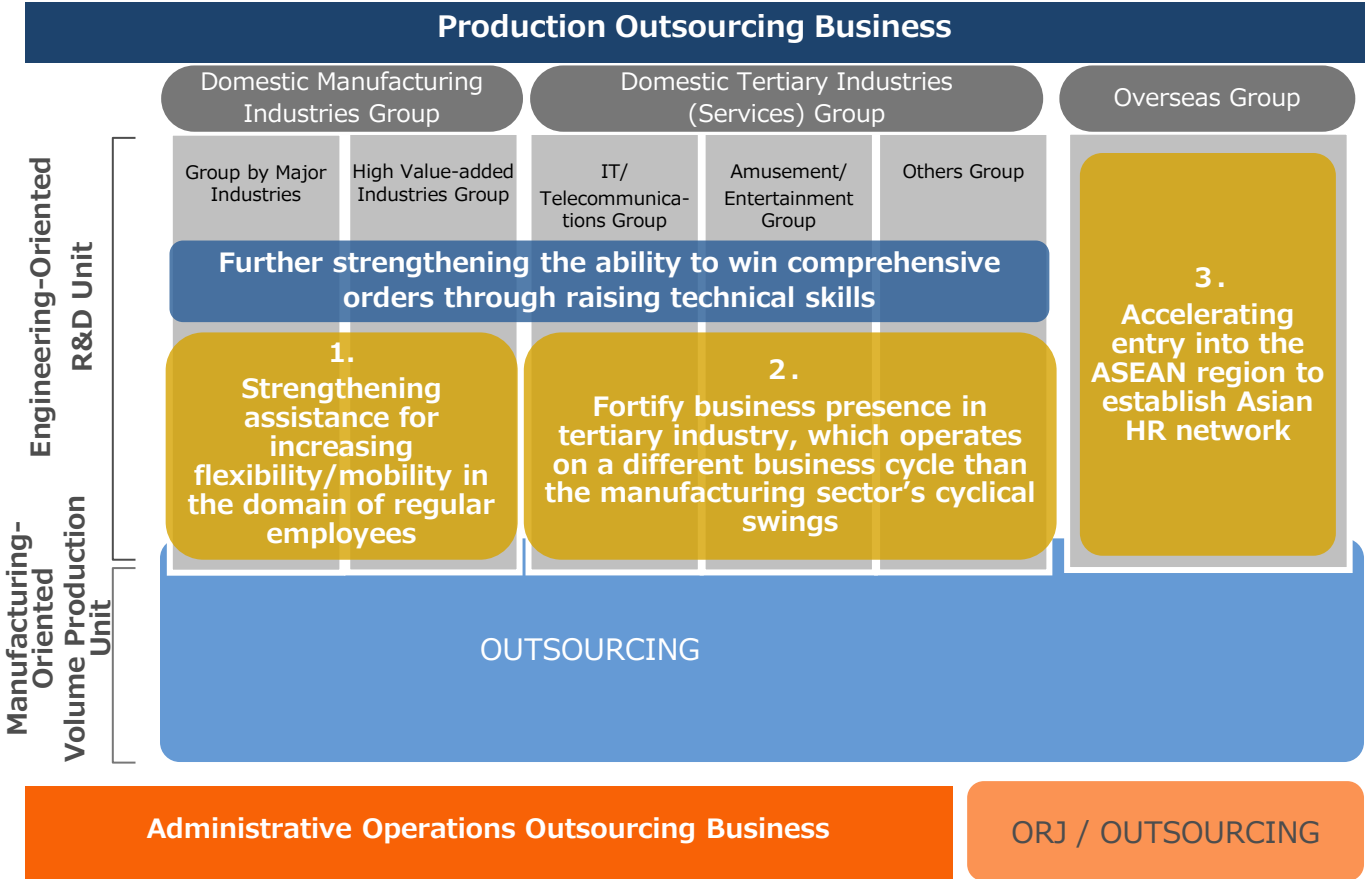 Production Outsourcing Business
Domestic Manufacturing
Industries Group
Domestic Tertiary Industries
(Services) Group
Overseas Group
Engineering-Oriented
R&D Unit
Group by Major
Industries
High Value-added
Industries Group
IT/
Telecommunica-
tions Group
Amusement/
Entertainment
Group
Others Group
Further strengthening the ability to win comprehensive
orders through raising technical skills
1.
Strengthening
assistance for
increasing
flexibility/mobility in
the domain of regular
employees
2.
Fortify business presence in
tertiary industry, which operates
on a different business cycle than
the manufacturing sector’s cyclical
swings
3.
Accelerating
entry into the
ASEAN region to
establish Asian
HR network
Manufacturing-
Oriented
Volume Production
Unit
OUTSOURCING
Administrative Operations Outsourcing Business
ORJ / OUTSOURCING